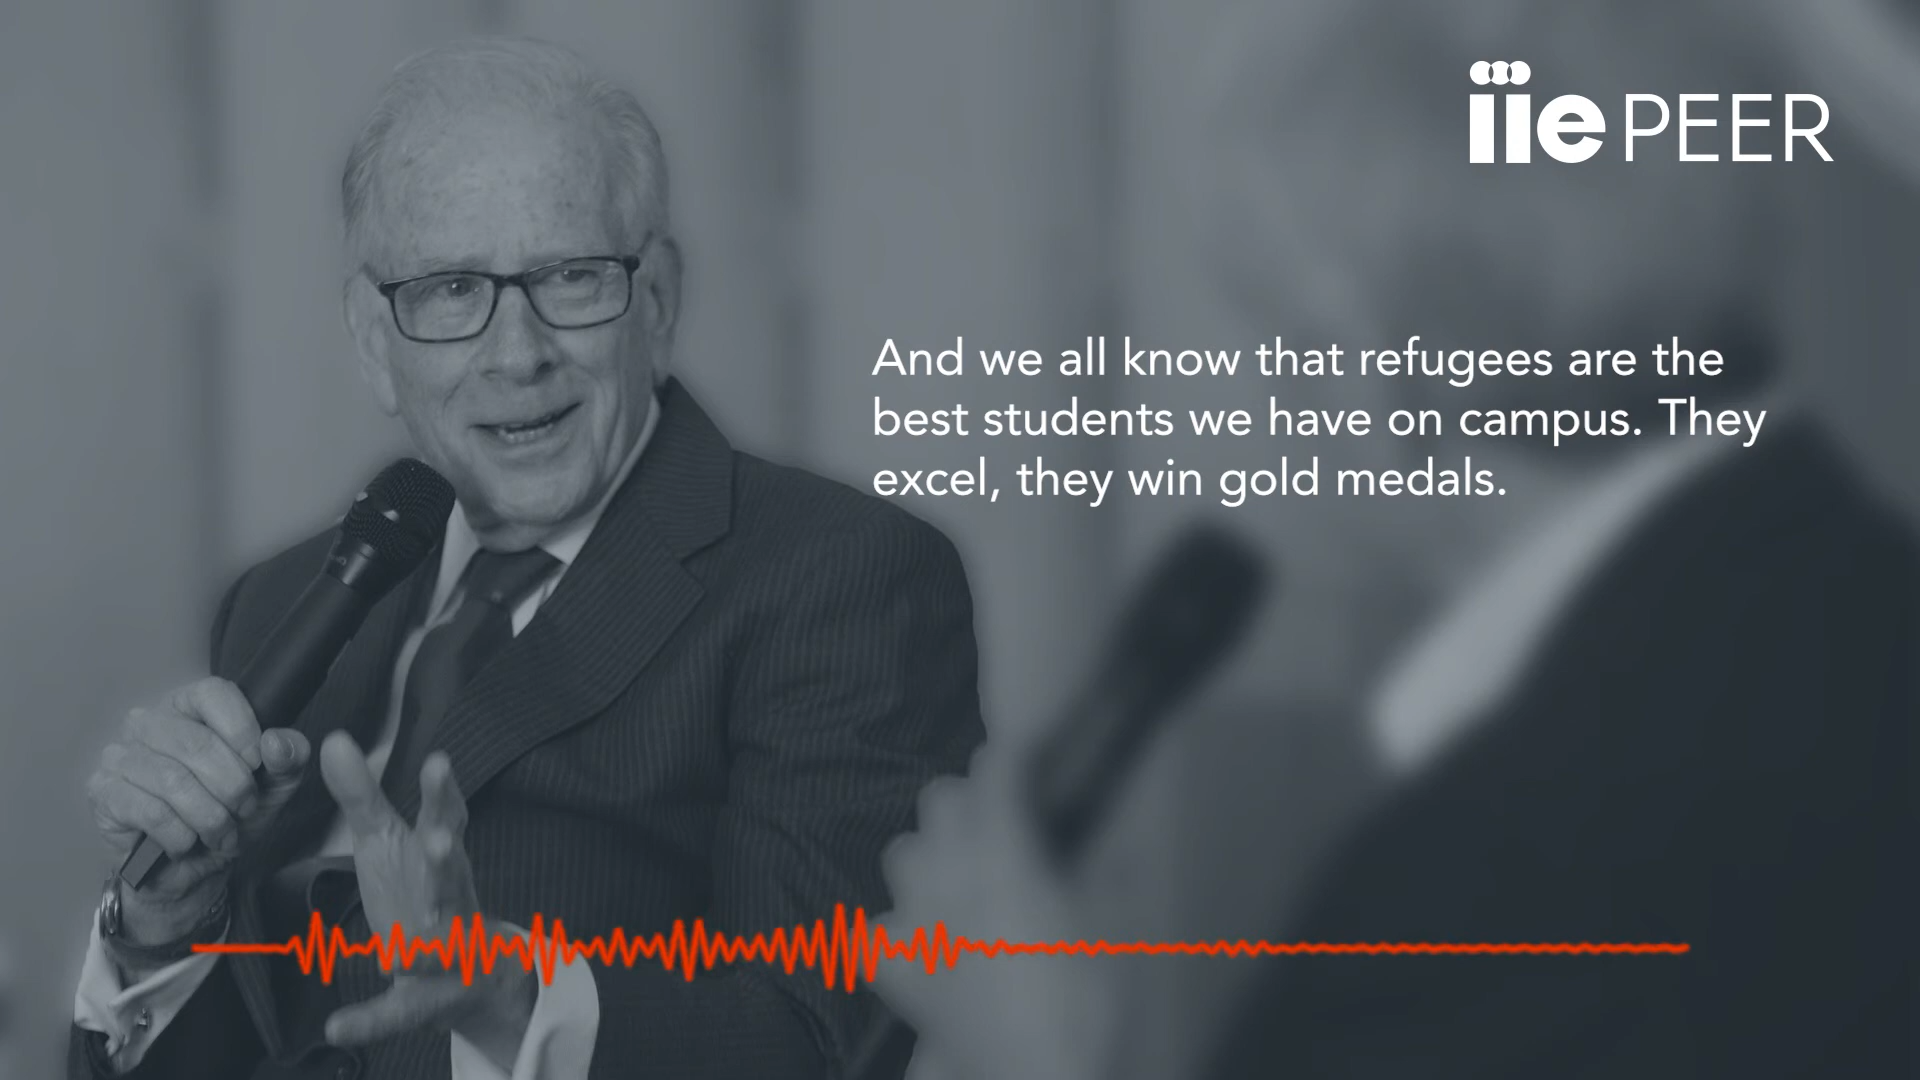 iie PEER
And we all know that refugees are the
best students we have on campus. They
excel, they win gold medals.